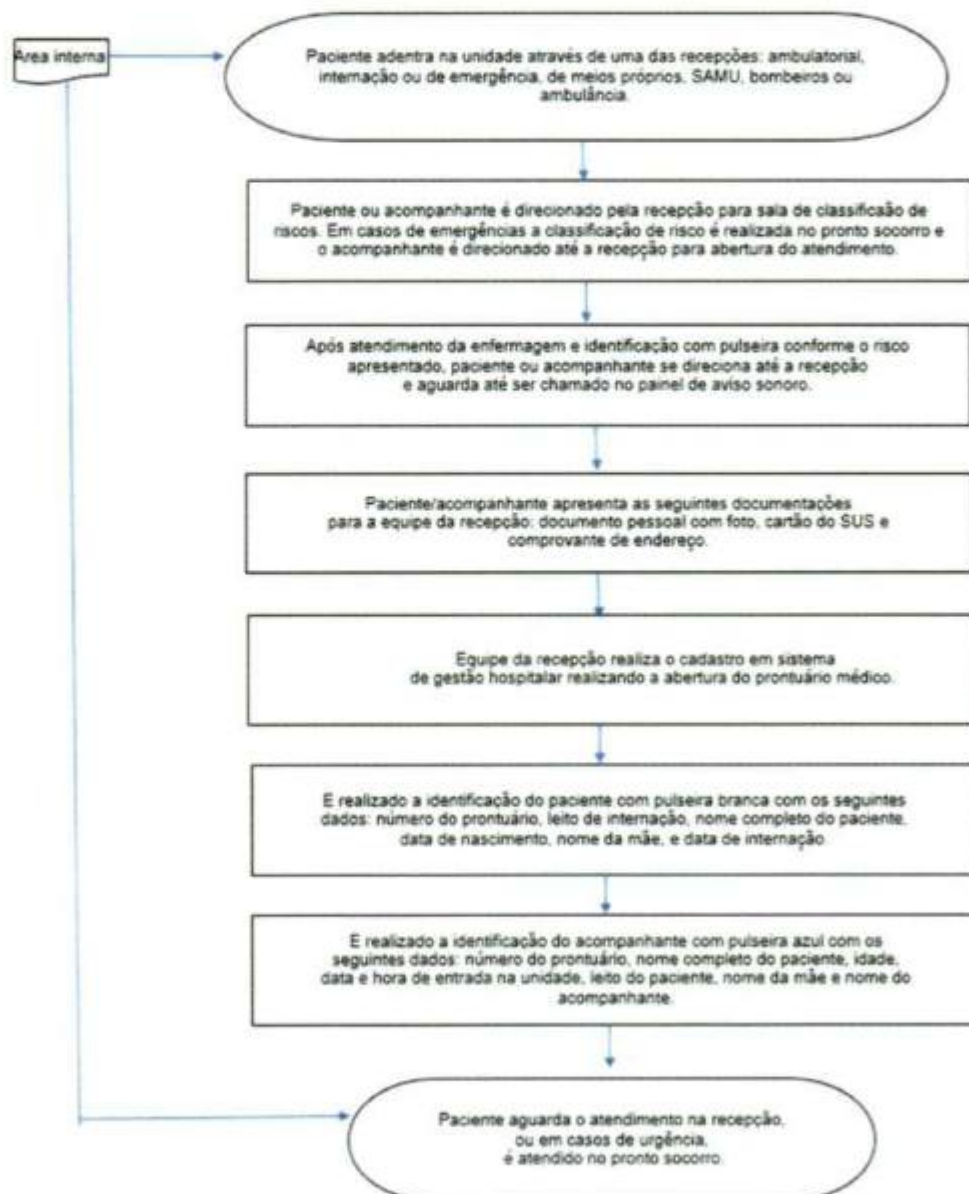 Área interna
Paciente adentra na unidade através de uma das recepções: ambulatorial,
internação ou de emergência, de meios próprios, SAMU, bombeiros ou
ambulância.
Paciente ou acompanhante é direcionado pela recepção para sala de classificaão de
riscos. Em casos de emergências a classificação de risco é realizada no pronto socorro e
o acompanhante é direcionado até a recepção para abertura do atendimento.
Após atendimento da enfermagem e identificação com pulseira conforme o risco
apresentado, paciente ou acompanhante se direciona até a recepção
e aguarda até ser chamado no painel de aviso sonoro.
Paciente/acompanhante apresenta as seguintes documentações
para a equipe da recepção: documento pessoal com foto, cartão do SUS e
comprovante de endereço.
Equipe da recepção realiza o cadastro em sistema
de gestão hospitalar realizando a abertura do prontuário médico.
E realizado a identificação do paciente com pulseira branca com os seguintes
dados: número do prontuário, leito de internação, nome completo do paciente,
data de nascimento, nome da mãe, e data de internação.
E realizado a identificação do acompanhante com pulseira azul com os
seguintes dados: número do prontuário, nome completo do paciente, idade,
data e hora de entrada na unidade, leito do paciente, nome da mãe e nome do
acompanhante.
Paciente aguarda o atendimento na recepção,
ou em casos de urgência,
é atendido no pronto socorro.